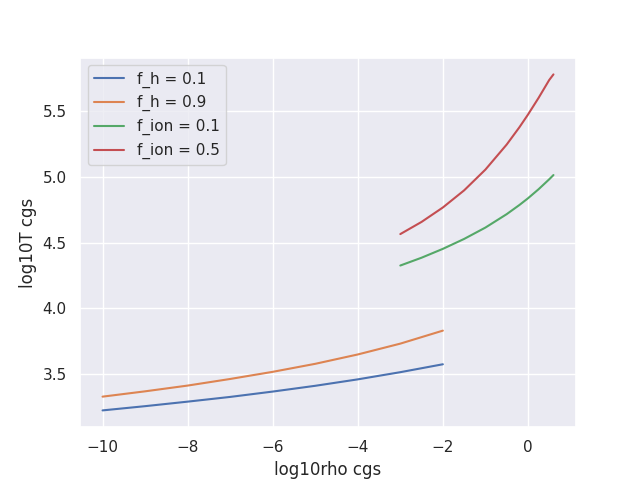 f_h = 0.1
f_h = 0.9
f_ion = 0.1
f_ion = 0.5
log10T cgs
5.5
5.0
4.5
4.0
3.5
−10 −8 −6 −4 −2 0
log10rho cgs